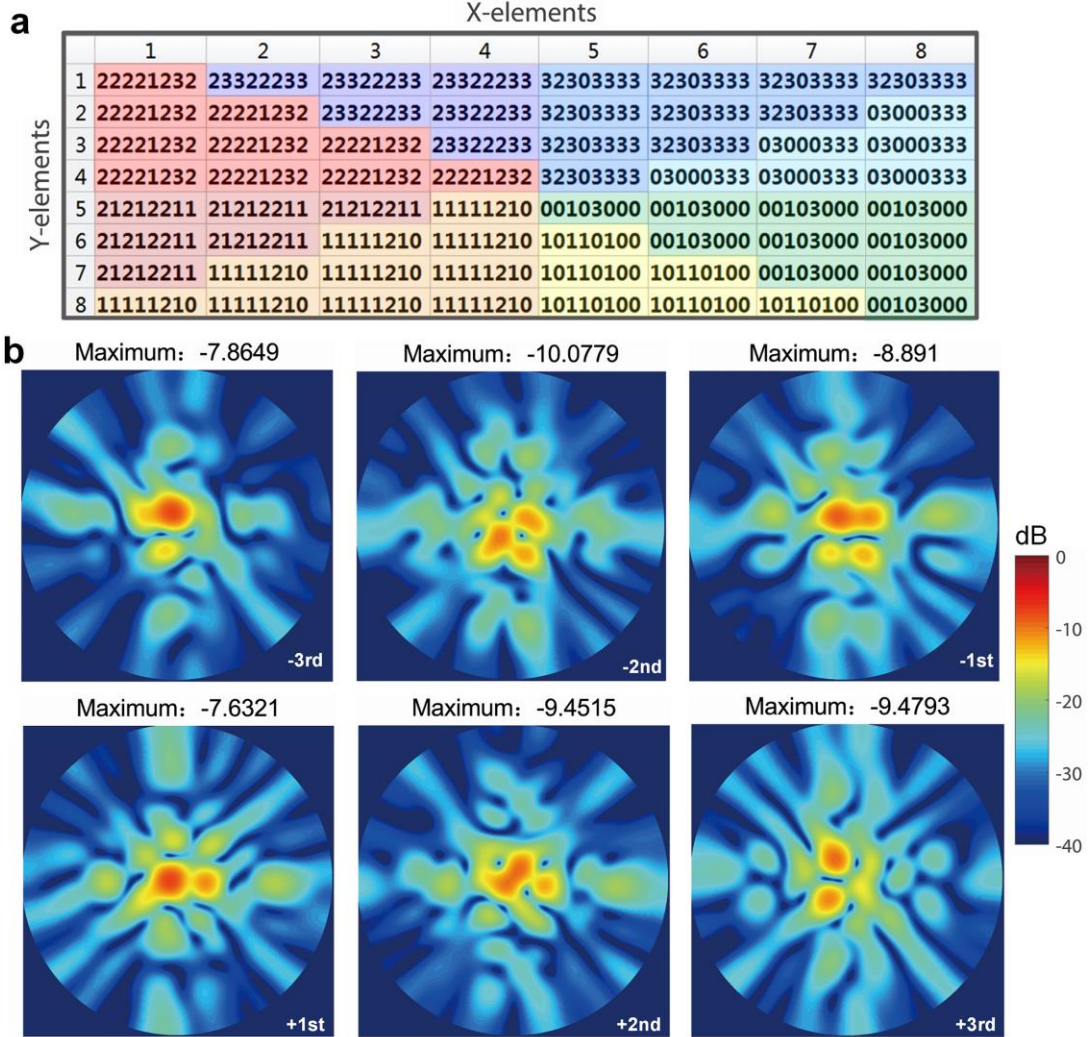 a
X-elements
Y-elements
1 2 3 4 5 6 7 8
1 22221232 23322233 23322233 23322233 32303333 32303333 32303333 32303333
2 22221232 22221232 23322233 23322233 32303333 32303333 32303333 03000333
3 22221232 22221232 22221232 23322233 32303333 32303333 03000333 03000333
4 22221232 22221232 22221232 22221232 32303333 03000333 03000333 03000333
5 21212211 21212211 21212211 11111210 00103000 00103000 00103000 00103000
6 21212211 21212211 11111210 11111210 10110100 00103000 00103000 00103000
7 21212211 11111210 11111210 11111210 10110100 10110100 00103000 00103000
8 11111210 11111210 11111210 11111210 10110100 10110100 10110100 00103000
b
Maximum：-7.8649 Maximum：-10.0779 Maximum：-8.891
-3rd -2nd -1st
Maximum：-7.6321 Maximum：-9.4515 Maximum：-9.4793
+1st +2nd +3rd
dB
0
-10
-20
-30
-40